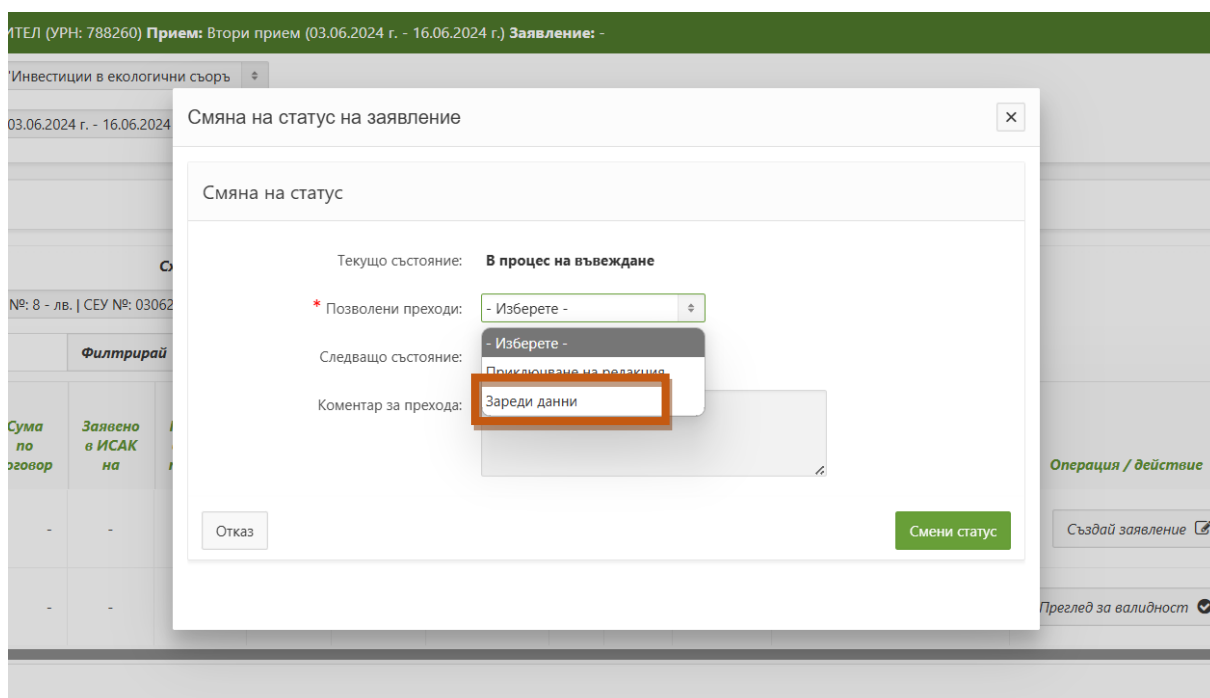 (УРН: 788260) Прием: Втори прием (03.06.2024 г. - 16.06.2024 г.) Заявление: -
"Инвестиции в екологични съоръ
03.06.2024 г. - 16.06.2024
Смяна на статус на заявление
Смяна на статус
Текущо състояние: В процес на въвеждане
* Позволени преходи: - Изберете -
- Изберете -
Следващо състояние:
Приключване на редакция
Коментар за прехода:
Зареди данни
Отказ
Смени статус
№: 8 - лв. | СЕУ №: 03062
Филтрирай
Сума
по
Заявено
в ИСАК
на
Операция / действие
- -
Създай заявление
- -
Преглед за валидност